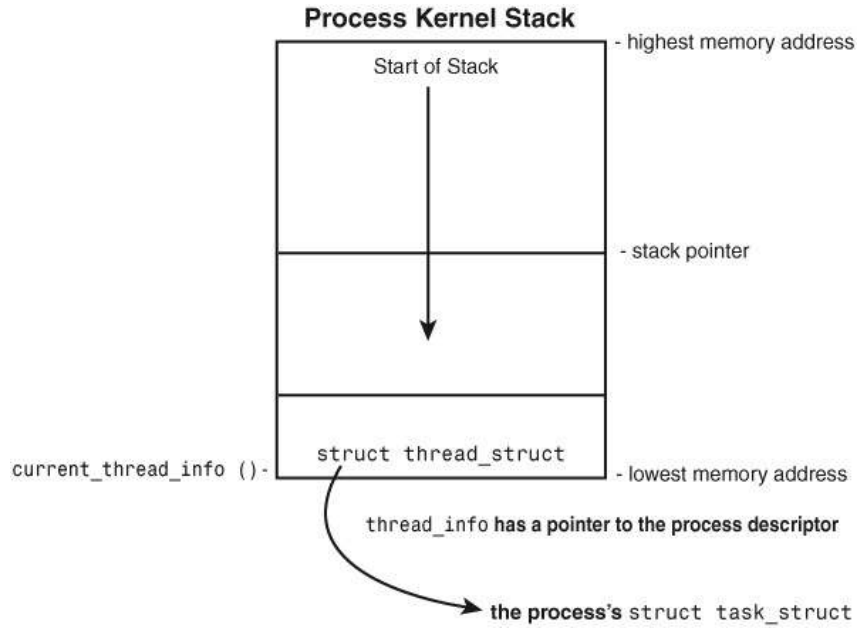 Process Kernel Stack
- highest memory address
Start of Stack
- stack pointer
struct thread_struct
current_thread_info ()-
- lowest memory address
thread_info has a pointer to the process descriptor
the process's struct task_struct